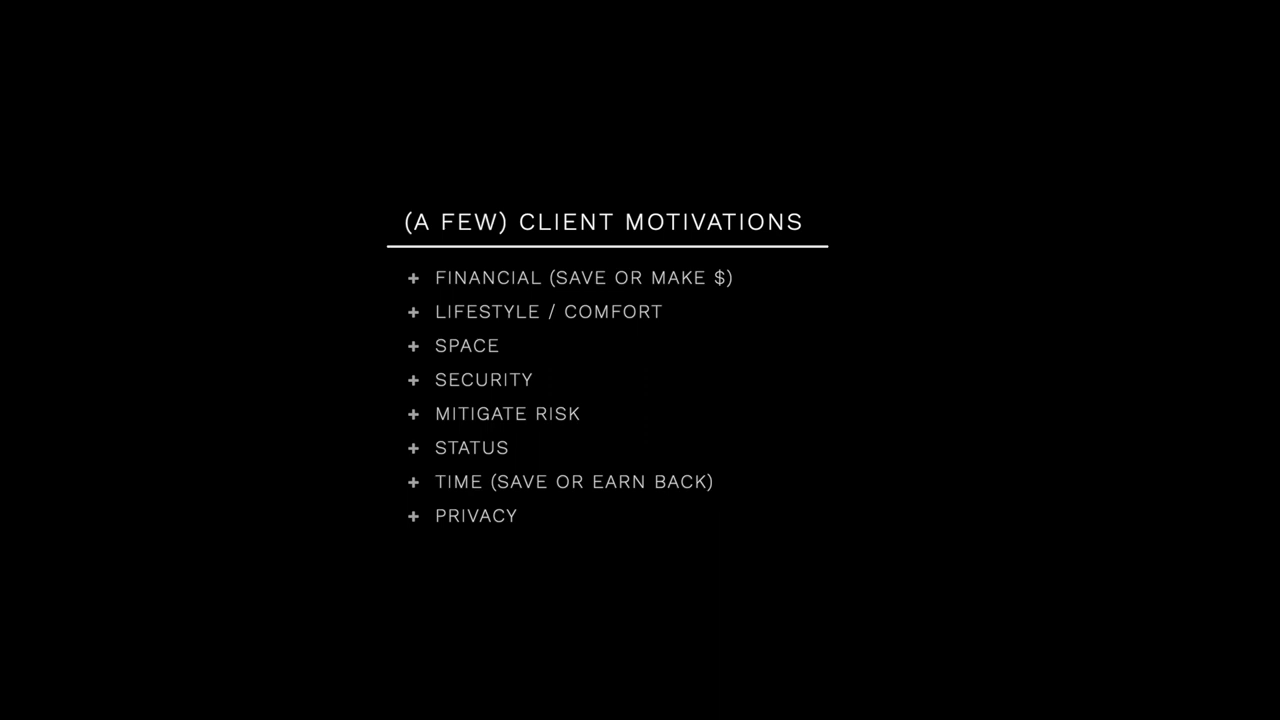 (A FEW) CLIENT MOTIVATIONS
+ FINANCIAL (SAVE OR MAKE $)
+ LIFESTYLE / COMFORT
+ SPACE
+ SECURITY
+ MITIGATE RISK
+ STATUS
+ TIME (SAVE OR EARN BACK)
+ PRIVACY